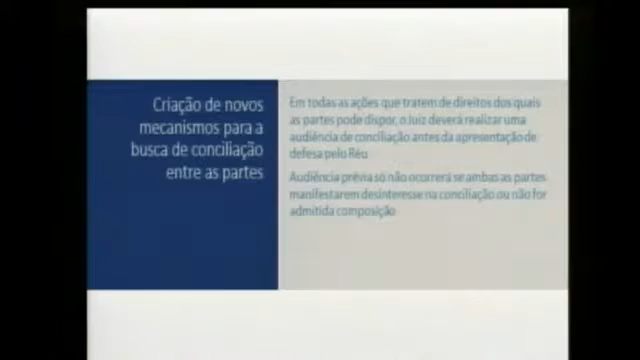 Criação de novos
mecanismos para a
busca de conciliação
entre as partes
Em todas as ações que tratem de direitos dos quais
as partes pode dispor, o juiz deverá realizar uma
audiência de conciliação antes da apresentação de
defesa pelo Réu
Audiência prévia só não ocorrerá se ambas as partes
manifestarem desinteresse na conciliação ou não for
admitida composição